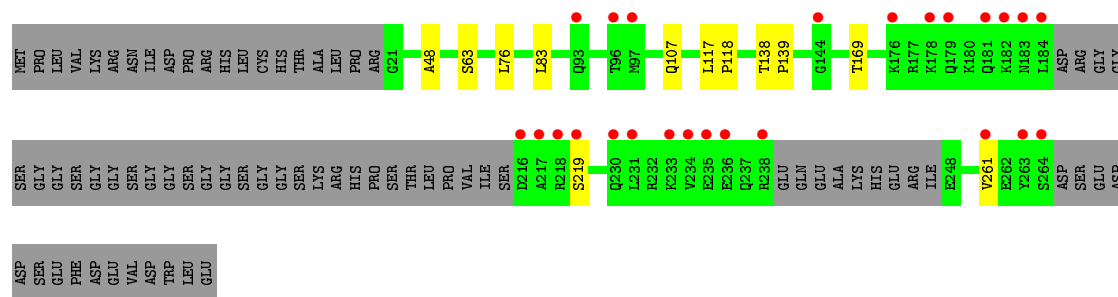 MET PRO LEU VAL LYS ARG ASN ILE ASP PRO ARG HIS LEU CYS HIS THR ALA LEU PRO ARG G21 A48 S63 L76 L83 Q93 T96 M97 Q107 L117 P118 T138 P139 G144 T169 K176 R177 K178 Q179 K180 Q181 K182 N183 L184 ASP ARG GLY GLY
SER GLY GLY SER GLY GLY SER GLY GLY SER GLY GLY SER GLY GLY SER LYS ARG HIS PRO SER THR LEU PRO VAL ILE SER D216 A217 R218 S219 Q230 L231 R232 K233 V234 E235 E236 Q237 R238 GLU GLN GLU ALA LYS HIS GLU ARG ILE E248 V261 E262 Y263 S264 ASP SER GLU ASP
ASP SER GLU PHE ASP GLU VAL ASP TRP LEU GLU